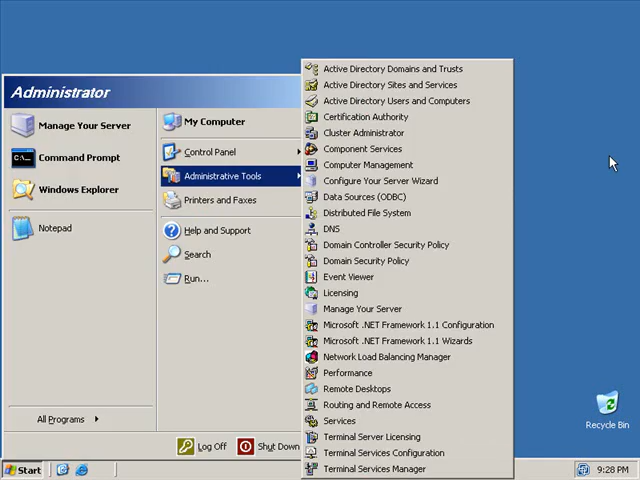 Administrator
Manage Your Server
Command Prompt
Windows Explorer
Notepad
All Programs
My Computer
Control Panel
Administrative Tools
Printers and Faxes
Help and Support
Search
Run...
Log Off
Shut Down
Active Directory Domains and Trusts
Active Directory Sites and Services
Active Directory Users and Computers
Certification Authority
Cluster Administrator
Component Services
Computer Management
Configure Your Server Wizard
Data Sources (ODBC)
Distributed File System
DNS
Domain Controller Security Policy
Domain Security Policy
Event Viewer
Licensing
Manage Your Server
Microsoft .NET Framework 1.1 Configuration
Microsoft .NET Framework 1.1 Wizards
Network Load Balancing Manager
Performance
Remote Desktops
Routing and Remote Access
Services
Terminal Server Licensing
Terminal Services Configuration
Terminal Services Manager
Recycle Bin
Start
9:28 PM